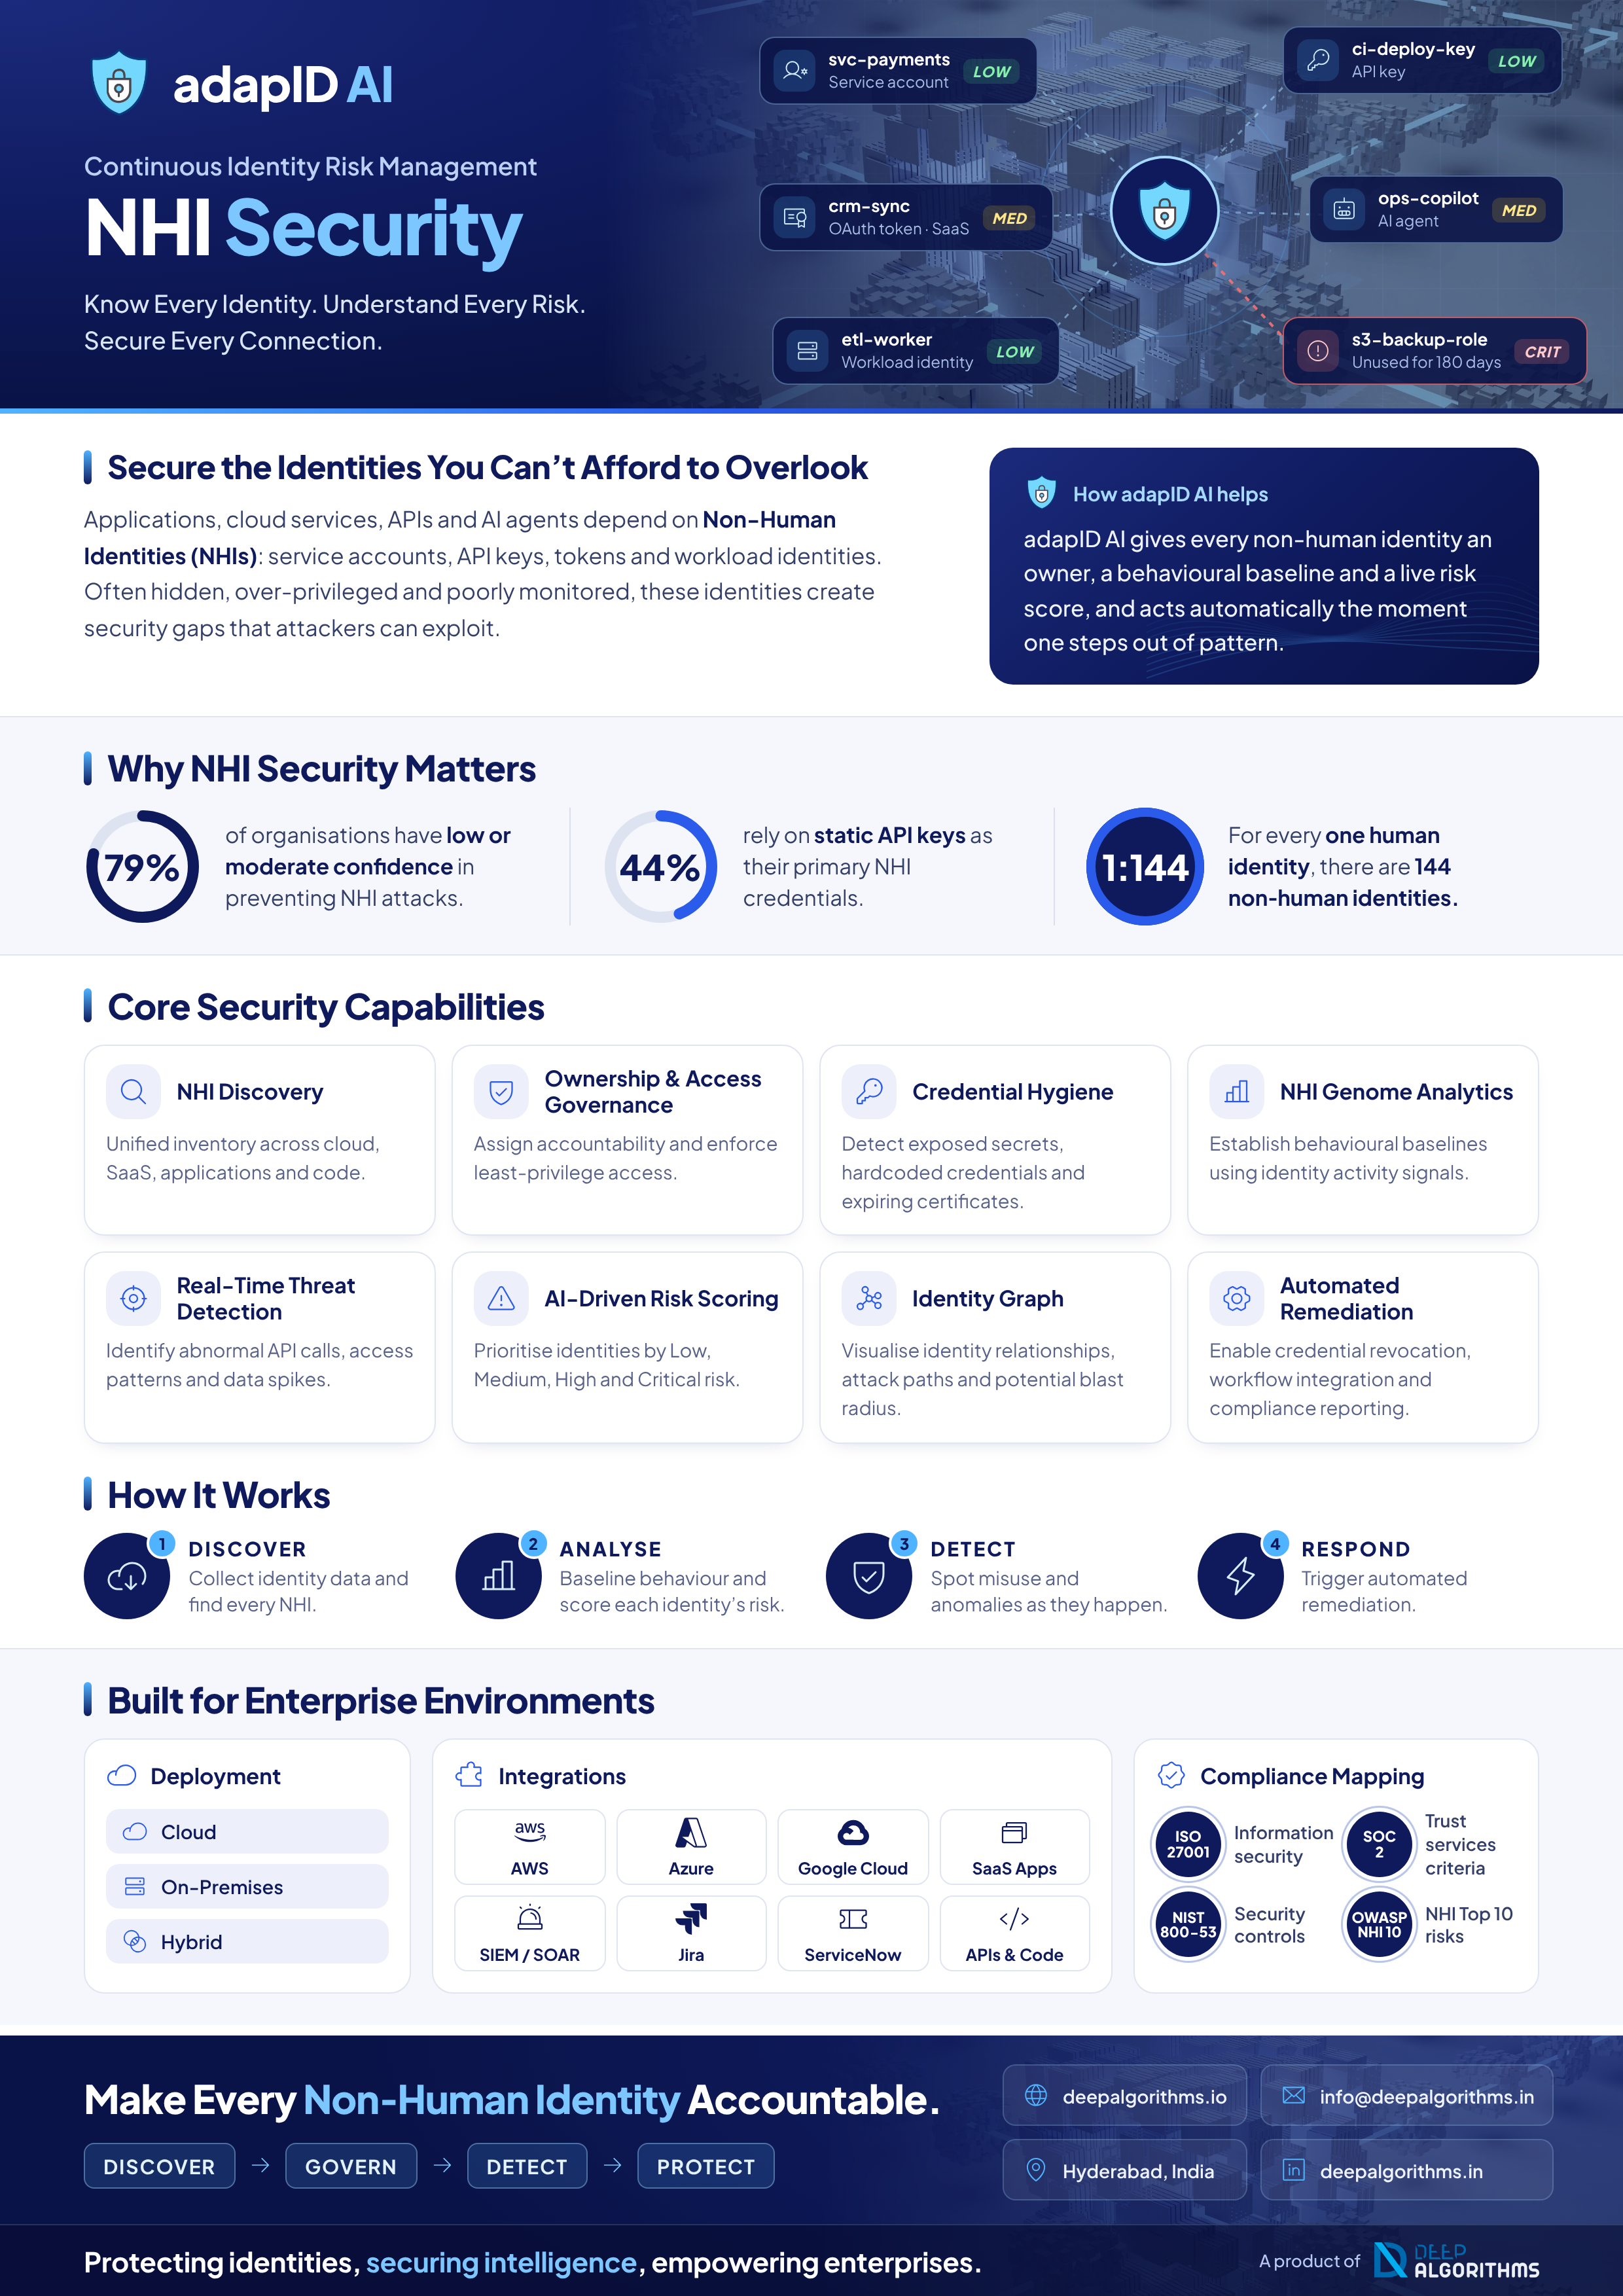 adapID AI
Continuous Identity Risk Management
NHI Security
Know Every Identity. Understand Every Risk.
Secure Every Connection.
svc-payments
Service account
LOW
ci-deploy-key
API key
LOW
crm-sync
OAuth token · SaaS
MED
ops-copilot
AI agent
MED
etl-worker
Workload identity
LOW
s3-backup-role
Unused for 180 days
CRIT
Secure the Identities You Can’t Afford to Overlook
Applications, cloud services, APIs and AI agents depend on Non-Human
Identities (NHIs): service accounts, API keys, tokens and workload identities.
Often hidden, over-privileged and poorly monitored, these identities create
security gaps that attackers can exploit.
How adapID AI helps
adapID AI gives every non-human identity an
owner, a behavioural baseline and a live risk
score, and acts automatically the moment
one steps out of pattern.
Why NHI Security Matters
79%
of organisations have low or
moderate confidence in
preventing NHI attacks.
44%
rely on static API keys as
their primary NHI
credentials.
1:144
For every one human
identity, there are 144
non-human identities.
Core Security Capabilities
NHI Discovery
Unified inventory across cloud,
SaaS, applications and code.
Ownership & Access
Governance
Assign accountability and enforce
least-privilege access.
Credential Hygiene
Detect exposed secrets,
hardcoded credentials and
expiring certificates.
NHI Genome Analytics
Establish behavioural baselines
using identity activity signals.
Real-Time Threat
Detection
Identify abnormal API calls, access
patterns and data spikes.
AI-Driven Risk Scoring
Prioritise identities by Low,
Medium, High and Critical risk.
Identity Graph
Visualise identity relationships,
attack paths and potential blast
radius.
Automated
Remediation
Enable credential revocation,
workflow integration and
compliance reporting.
How It Works
1
DISCOVER
Collect identity data and
find every NHI.
2
ANALYSE
Baseline behaviour and
score each identity’s risk.
3
DETECT
Spot misuse and
anomalies as they happen.
4
RESPOND
Trigger automated
remediation.
Built for Enterprise Environments
Deployment
Cloud
On-Premises
Hybrid
Integrations
aws
AWS
Azure
Google Cloud
SaaS Apps
SIEM / SOAR
Jira
ServiceNow
</>
APIs & Code
Compliance Mapping
ISO
27001
Information
security
SOC
2
Trust
services
criteria
NIST
800-53
Security
controls
OWASP
NHI 10
NHI Top 10
risks
Make Every Non-Human Identity Accountable.
DISCOVER → GOVERN → DETECT → PROTECT
deepalgorithms.io
info@deepalgorithms.in
Hyderabad, India
in
deepalgorithms.in
Protecting identities, securing intelligence, empowering enterprises.
A product of
DEEP
ALGORITHMS